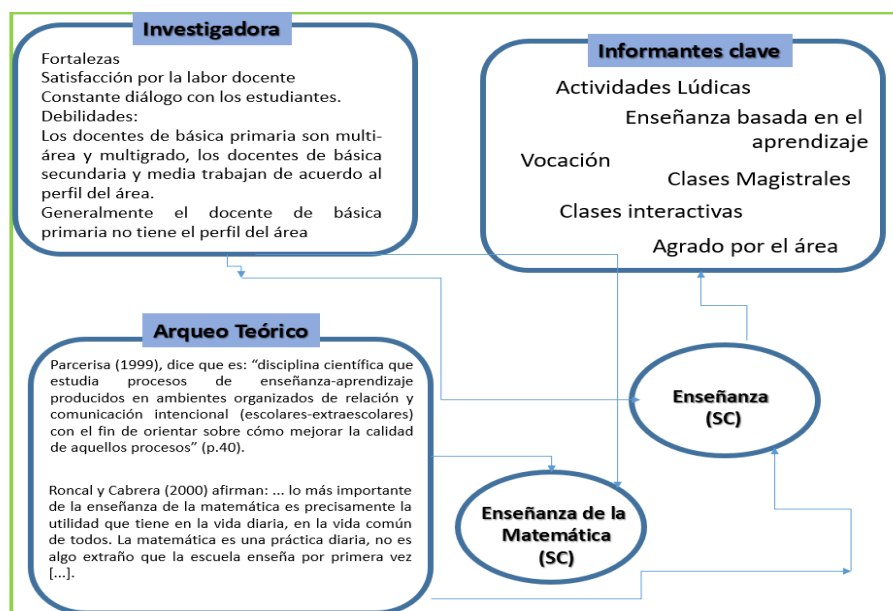 Investigadora
Fortalezas
Satisfacción por la labor docente
Constante diálogo con los estudiantes.
Debilidades:
Los docentes de básica primaria son multi-
área y multigrado, los docentes de básica
secundaria y media trabajan de acuerdo al
perfil del área.
Generalmente el docente de básica
primaria no tiene el perfil del área
Informantes clave
Actividades Lúdicas
Enseñanza basada en el
aprendizaje
Vocación
Clases Magistrales
Clases interactivas
Agrado por el área
Arqueo Teórico
Parcerisa (1999), dice que es: “disciplina científica que
estudia procesos de enseñanza-aprendizaje
producidos en ambientes organizados de relación y
comunicación intencional (escolares-extraescolares)
con el fin de orientar sobre cómo mejorar la calidad
de aquellos procesos” (p.40).
Roncal y Cabrera (2000) afirman: ... lo más importante
de la enseñanza de la matemática es precisamente la
utilidad que tiene en la vida diaria, en la vida común
de todos. La matemática es una práctica diaria, no es
algo extraño que la escuela enseña por primera vez
[...].
Enseñanza
(SC)
Enseñanza de la
Matemática
(SC)